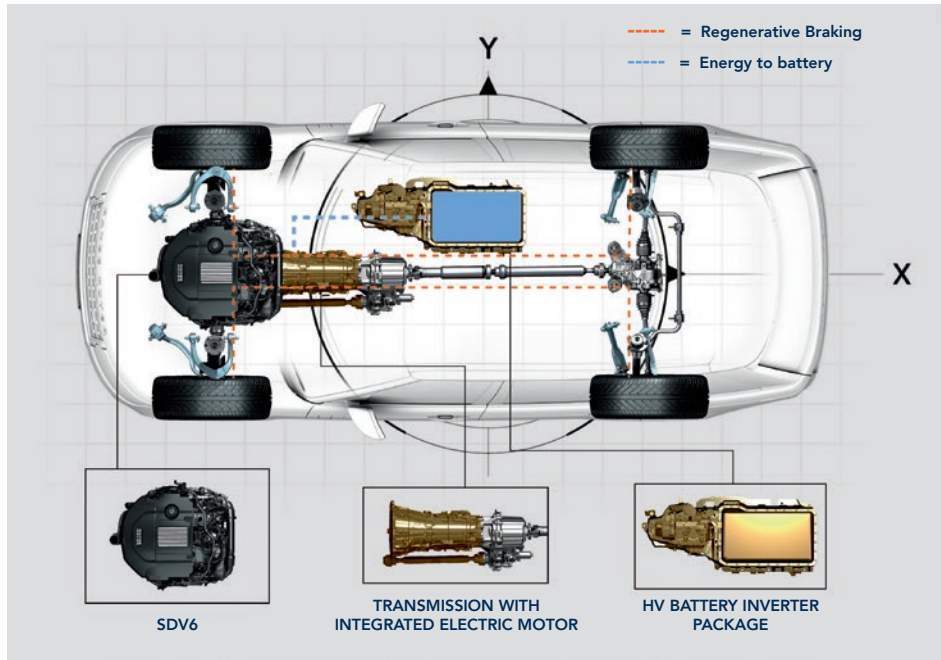 = Regenerative Braking
= Energy to battery
Y
X
SDV6
TRANSMISSION WITH
INTEGRATED ELECTRIC MOTOR
HV BATTERY INVERTER
PACKAGE